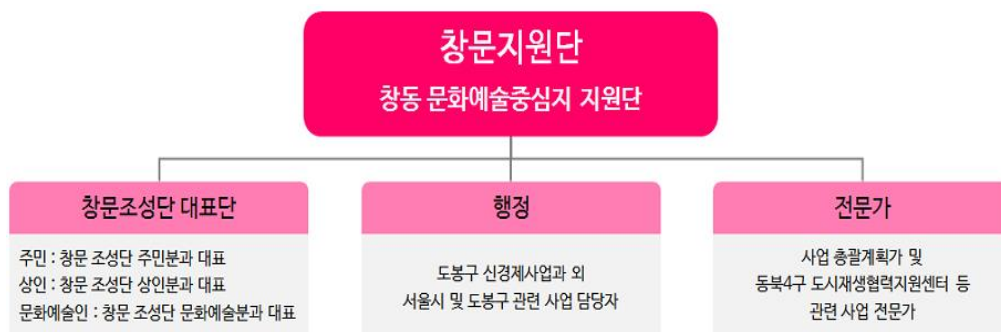 창문지원단
창동 문화예술중심지 지원단
창문조성단 대표단
주민 : 창문 조성단 주민분과 대표
상인 : 창문 조성단 상인분과 대표
문화예술인 : 창문 조성단 문화예술분과 대표
행정
도봉구 신경제사업과 외
서울시 및 도봉구 관련 사업 담당자
전문가
사업 총괄계획가 및
동북4구 도시재생협력지원센터 등
관련 사업 전문가